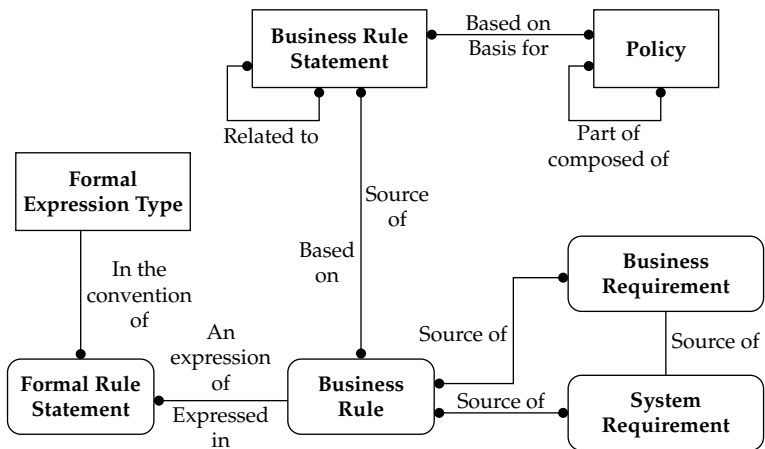 Business Rule
Statement
Based on
Basis for
Policy
Related to
Part of
composed of
Formal
Expression Type
Source
of
Based
on
In the
convention
of
Business
Requirement
Source of
Source of
An
expression
of
Expressed
in
Formal Rule
Statement
Business
Rule
Source of
System
Requirement